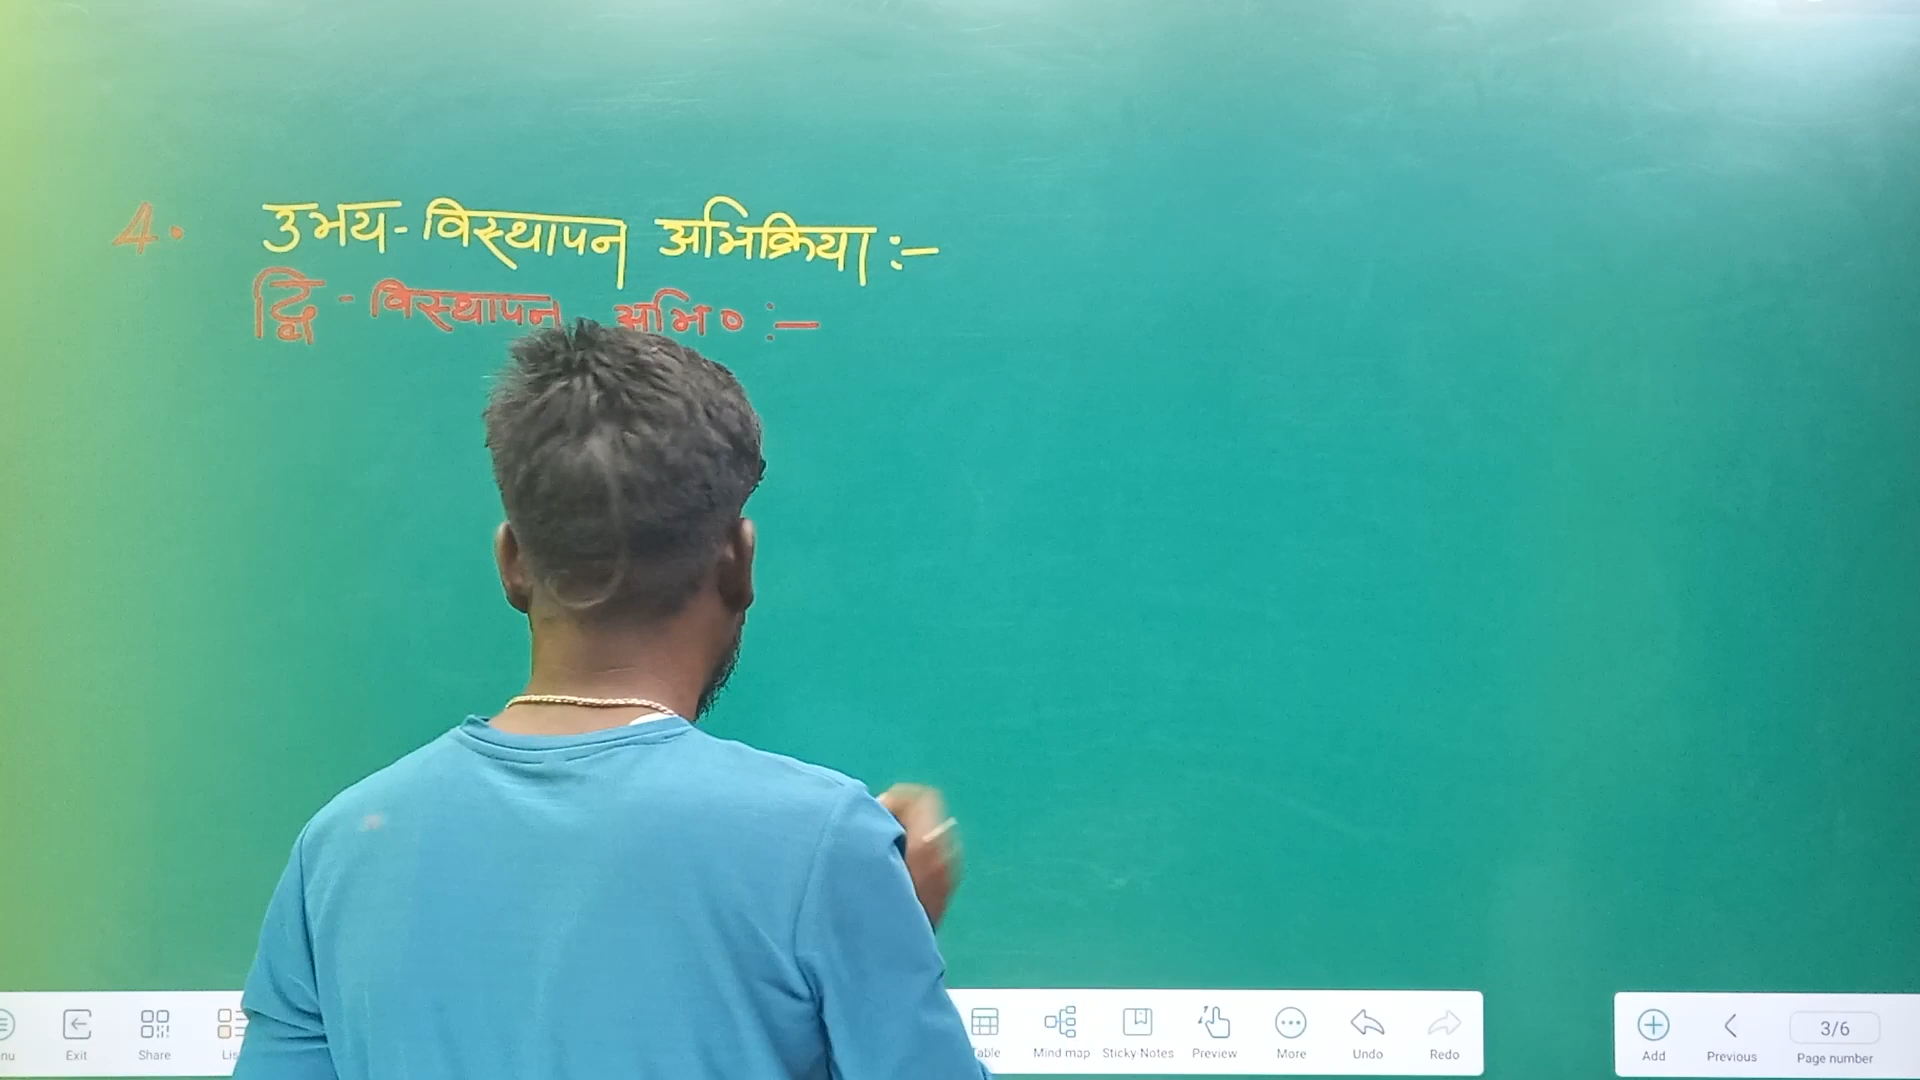 4. उभय-विस्थापन अभिक्रिया :-
द्वि - विस्थापन अभि० :-
Exit Share Mind map Sticky Notes Preview More Undo Redo Add Previous 3/6 Page number